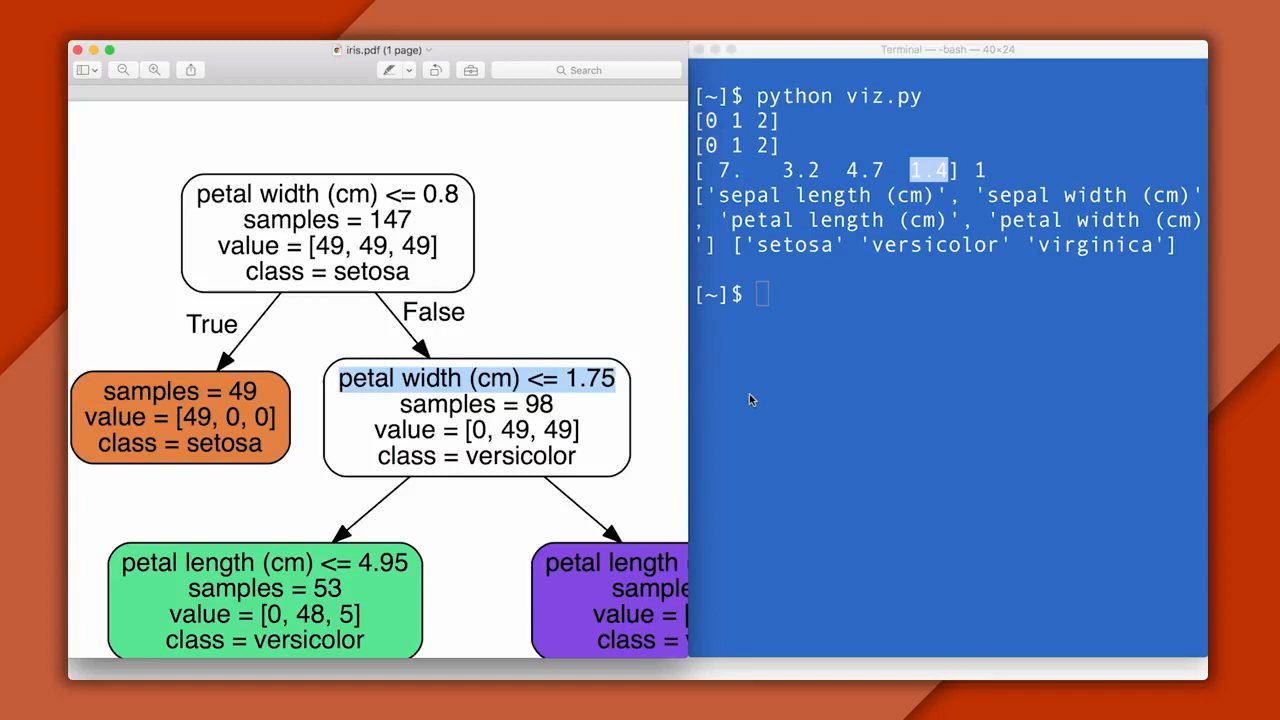 iris.pdf (1 page)
Search
petal width (cm) <= 0.8
samples = 147
value = [49, 49, 49]
class = setosa
True
False
samples = 49
value = [49, 0, 0]
class = setosa
petal width (cm) <= 1.75
samples = 98
value = [0, 49, 49]
class = versicolor
petal length (cm) <= 4.95
samples = 53
value = [0, 48, 5]
class = versicolor
petal length
sample
value = [
class =
Terminal — -bash — 40×24
[~]$ python viz.py
[0 1 2]
[0 1 2]
[ 7.   3.2  4.7  1.4] 1
['sepal length (cm)', 'sepal width (cm)'
, 'petal length (cm)', 'petal width (cm)
'] ['setosa' 'versicolor' 'virginica']
[~]$